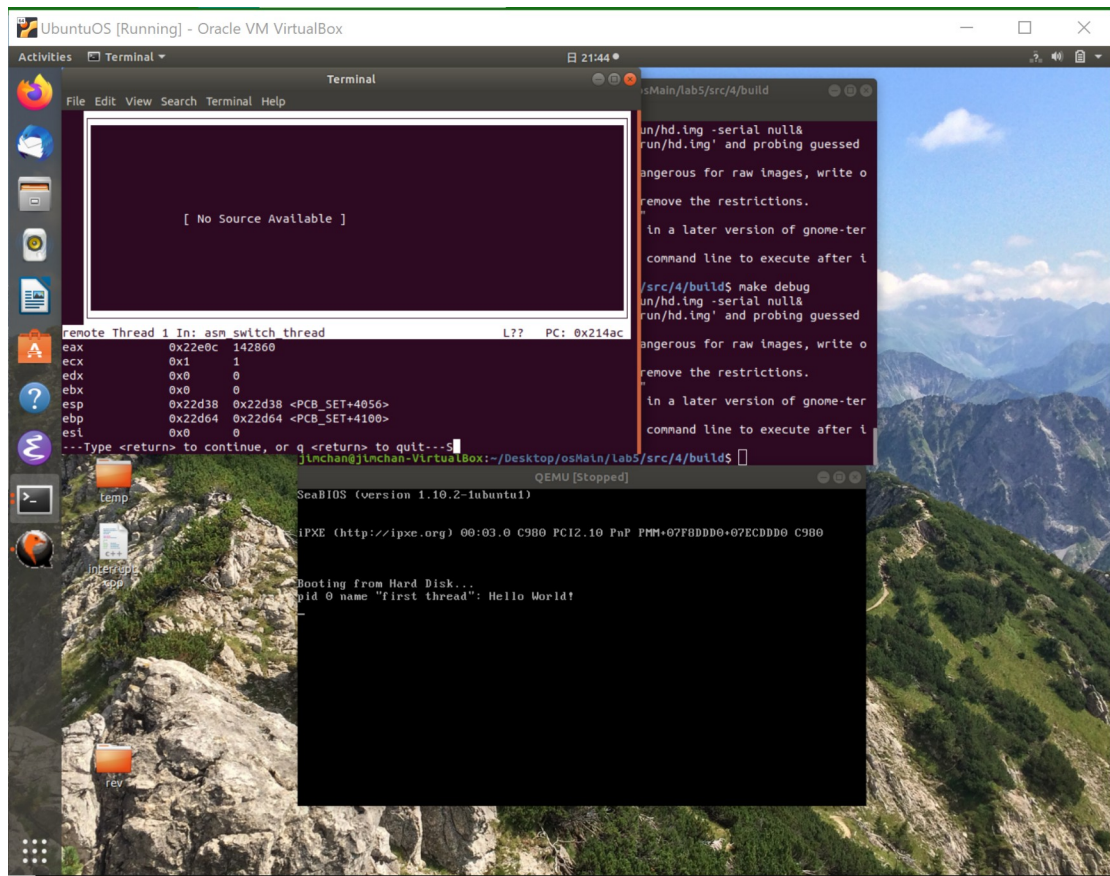 UbuntuOS [Running] - Oracle VM VirtualBox
Activities Terminal 日 21:44
Terminal
File Edit View Search Terminal Help
[ No Source Available ]
remote Thread 1 In: asm_switch_thread L?? PC: 0x214ac
eax 0x22e0c 142860
ecx 0x1 1
edx 0x0 0
ebx 0x0 0
esp 0x22d38 0x22d38 <PCB_SET+4056>
ebp 0x22d64 0x22d64 <PCB_SET+4100>
esi 0x0 0
---Type <return> to continue, or q <return> to quit---S
sMain/lab5/src/4/build
un/hd.img -serial null&
run/hd.img' and probing guessed
angerous for raw images, write o
remove the restrictions.
"
in a later version of gnome-ter
command line to execute after i
/src/4/build$ make debug
un/hd.img -serial null&
run/hd.img' and probing guessed
angerous for raw images, write o
remove the restrictions.
"
in a later version of gnome-ter
command line to execute after i
jimchan@jimchan-VirtualBox:~/Desktop/osMain/lab5/src/4/build$
QEMU [Stopped]
SeaBIOS (version 1.10.2-1ubuntu1)
iPXE (http://ipxe.org) 00:03.0 C980 PCI2.10 PnP PMM+07F8DDD0+07ECDDD0 C980
Booting from Hard Disk...
pid 0 name "first thread": Hello World!
temp
C++
interrupt.
cpp
rev